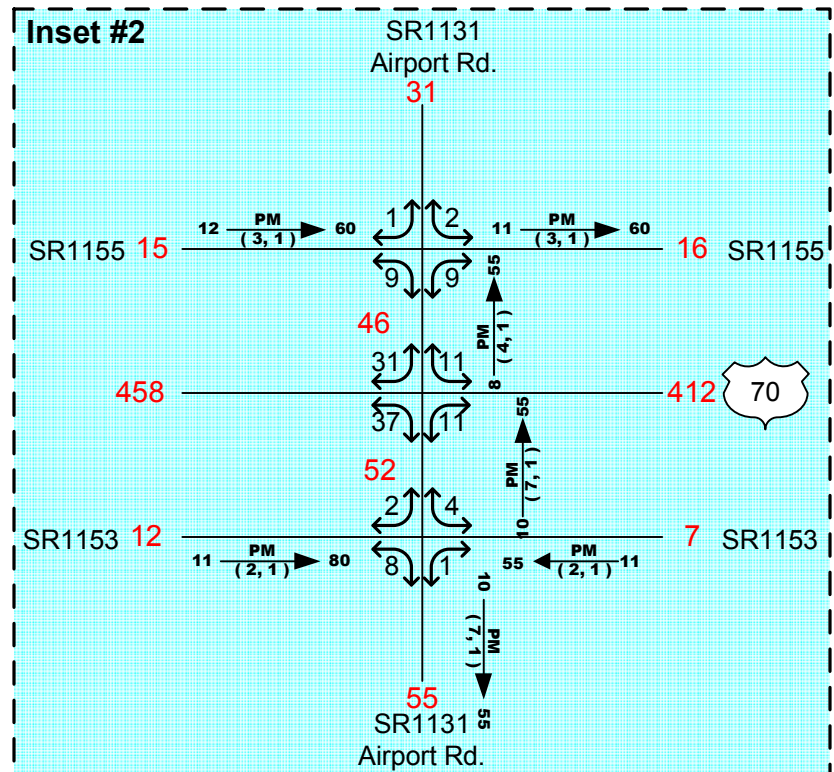 Inset #2
SR1131
Airport Rd.
31
1 2
12 PM 60
( 3, 1 )
11 PM 60
( 3, 1 )
SR1155 15
16 SR1155
9 9
55
PM
( 4, 1 )
8
46
31 11
458
412 70
37 11
55
PM
( 7, 1 )
10
52
2 4
SR1153 12
7 SR1153
11 PM 80
( 2, 1 )
8 1
55 PM 11
( 2, 1 )
10
PM
( 7, 1 )
55
55
SR1131
Airport Rd.